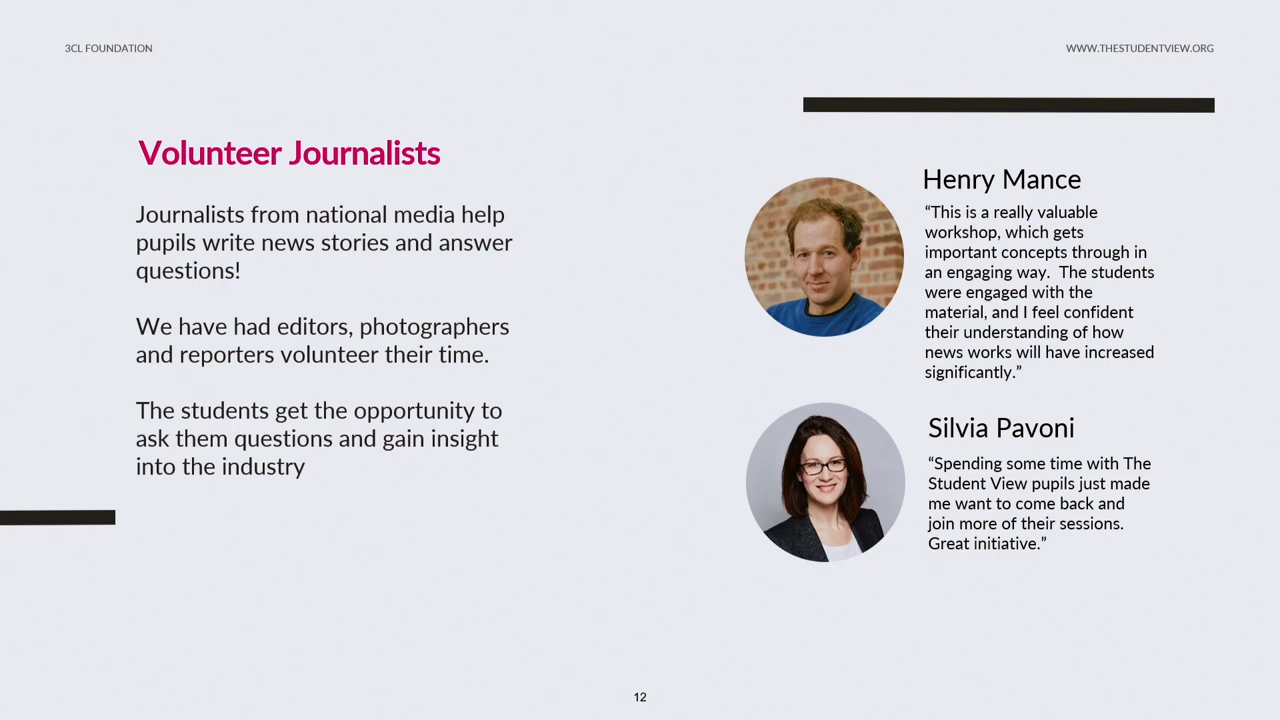 3CL FOUNDATION
WWW.THESTUDENTVIEW.ORG
Volunteer Journalists
Journalists from national media help
pupils write news stories and answer
questions!
We have had editors, photographers
and reporters volunteer their time.
The students get the opportunity to
ask them questions and gain insight
into the industry
Henry Mance
“This is a really valuable
workshop, which gets
important concepts through in
an engaging way.  The students
were engaged with the
material, and I feel confident
their understanding of how
news works will have increased
significantly.”
Silvia Pavoni
“Spending some time with The
Student View pupils just made
me want to come back and
join more of their sessions.
Great initiative.”
12